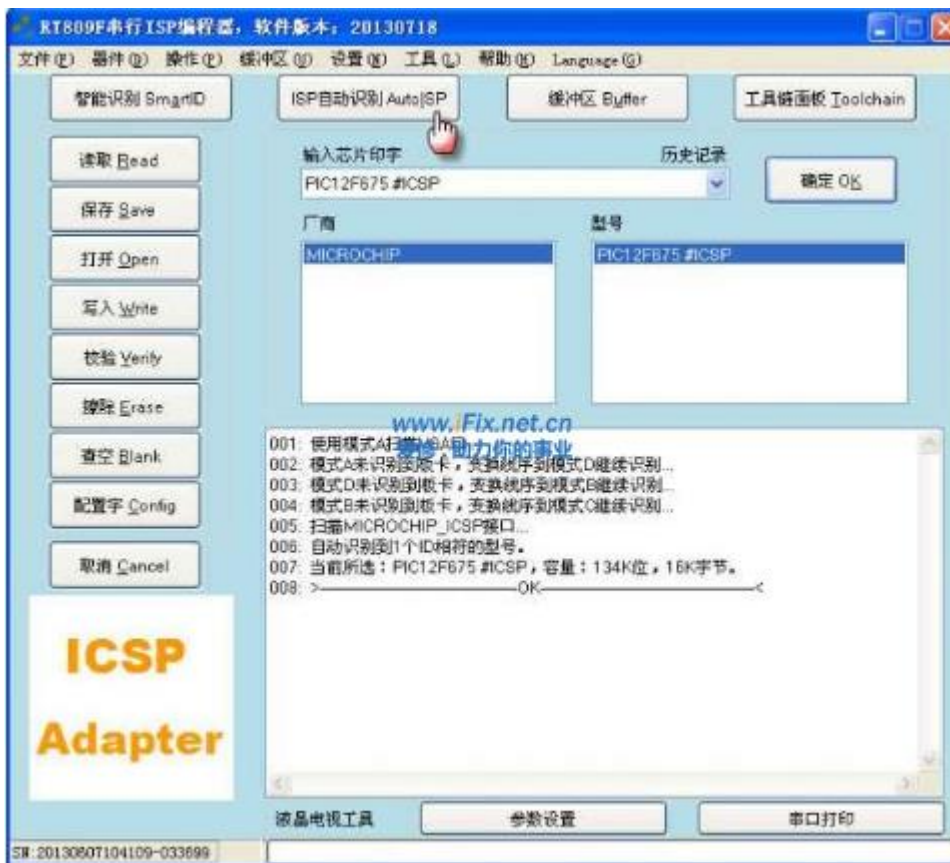 RT809F串行ISP编程器，软件版本：20130718
文件(F) 器件(D) 操作(P) 缓冲区(U) 设置(W) 工具(L) 帮助(H) Language(G)
智能识别 SmartID
ISP自动识别 AutoISP
缓冲区 Buffer
工具链面板 Toolchain
读取 Read
保存 Save
打开 Open
写入 Write
校验 Verify
擦除 Erase
查空 Blank
配置字 Config
取消 Cancel
输入芯片印字
历史记录
PIC12F675 #ICSP
确定 OK
厂商
型号
MICROCHIP
PIC12F675 #ICSP
www.iFix.net.cn
爱修 助力你的事业
001: 使用模式A扫描VGA口
002: 模式A未识别到板卡，变换线序到模式D继续识别...
003: 模式D未识别到板卡，变换线序到模式B继续识别...
004: 模式B未识别到板卡，变换线序到模式C继续识别...
005: 扫描MICROCHIP_ICSP接口...
006: 自动识别到1个ID相符的型号。
007: 当前所选：PIC12F675 #ICSP，容量：134K位，16K字节。
008: >————OK————<
ICSP
Adapter
液晶电视工具
参数设置
串口打印
SN:20130607104109-033699